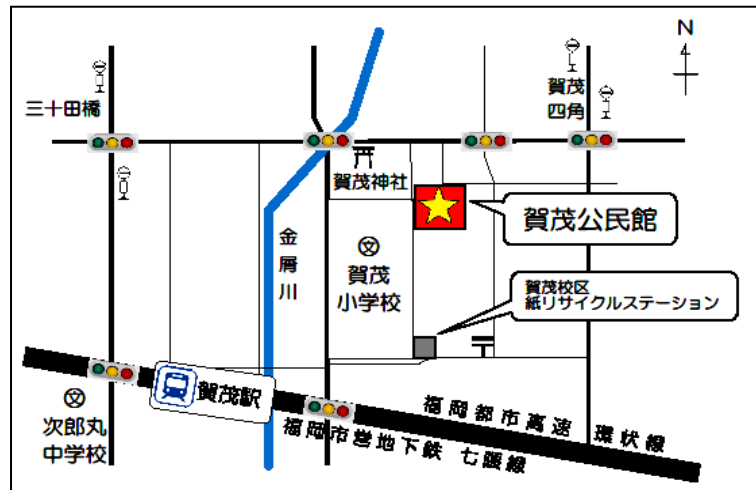 N
三十田橋
賀茂
四角
賀茂神社
賀茂公民館
金屑川
賀茂
小学校
賀茂校区
紙リサイクルステーション
賀茂駅
次郎丸
中学校
福岡都市高速 環状線
福岡市営地下鉄 七隈線